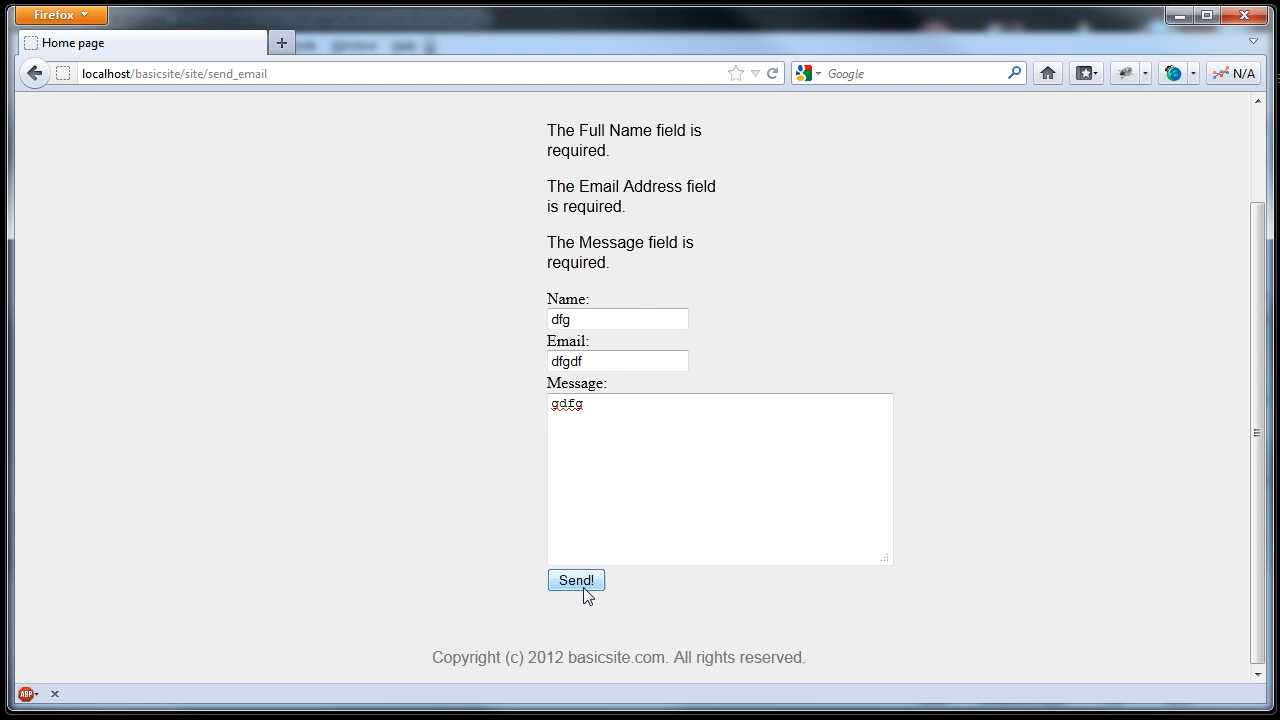 Firefox
Home page
localhost/basicsite/site/send_email
Google
N/A
The Full Name field is
required.
The Email Address field
is required.
The Message field is
required.
Name:
dfg
Email:
dfgdf
Message:
gdfg
Send!
Copyright (c) 2012 basicsite.com. All rights reserved.
ABP